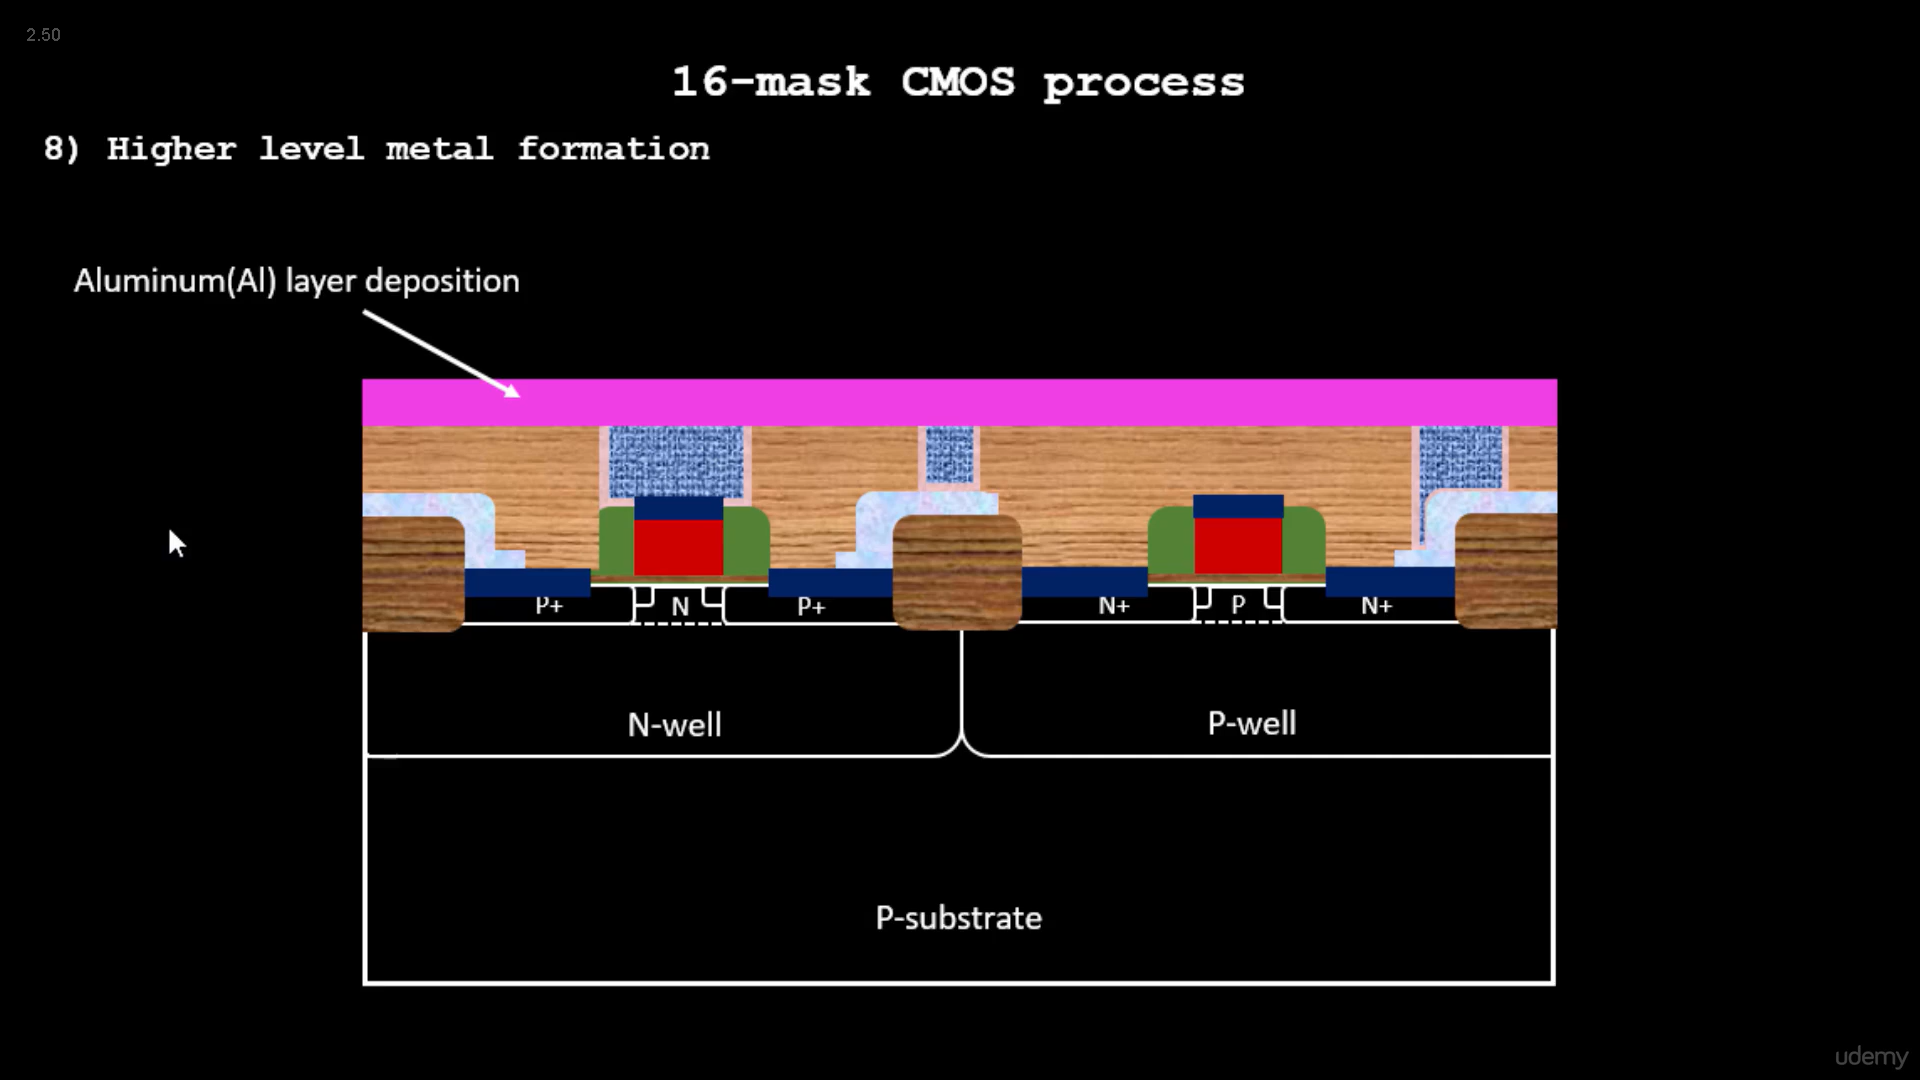 2.50
16-mask CMOS process
8) Higher level metal formation
Aluminum(Al) layer deposition
P+ N P+ N+ P N+
N-well P-well
P-substrate
udemy